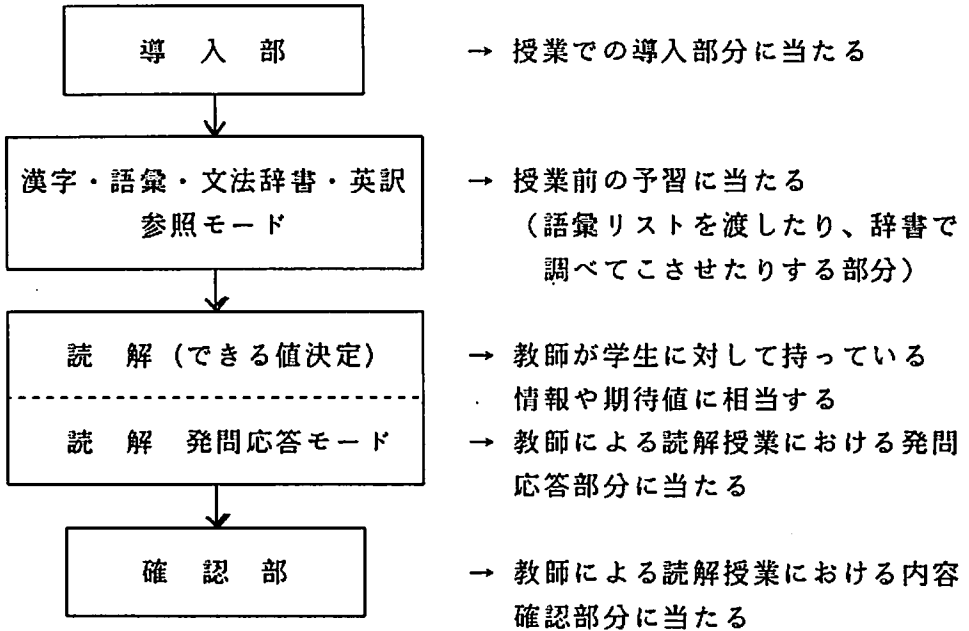 導 入 部 → 授業での導入部分に当たる
漢字・語彙・文法辞書・英訳 → 授業前の予習に当たる
参照モード （語彙リストを渡したり、辞書で
調べてこさせたりする部分）
読 解（できる値決定） → 教師が学生に対して持っている
情報や期待値に相当する
読 解 発問応答モード → 教師による読解授業における発問
応答部分に当たる
確 認 部 → 教師による読解授業における内容
確認部分に当たる